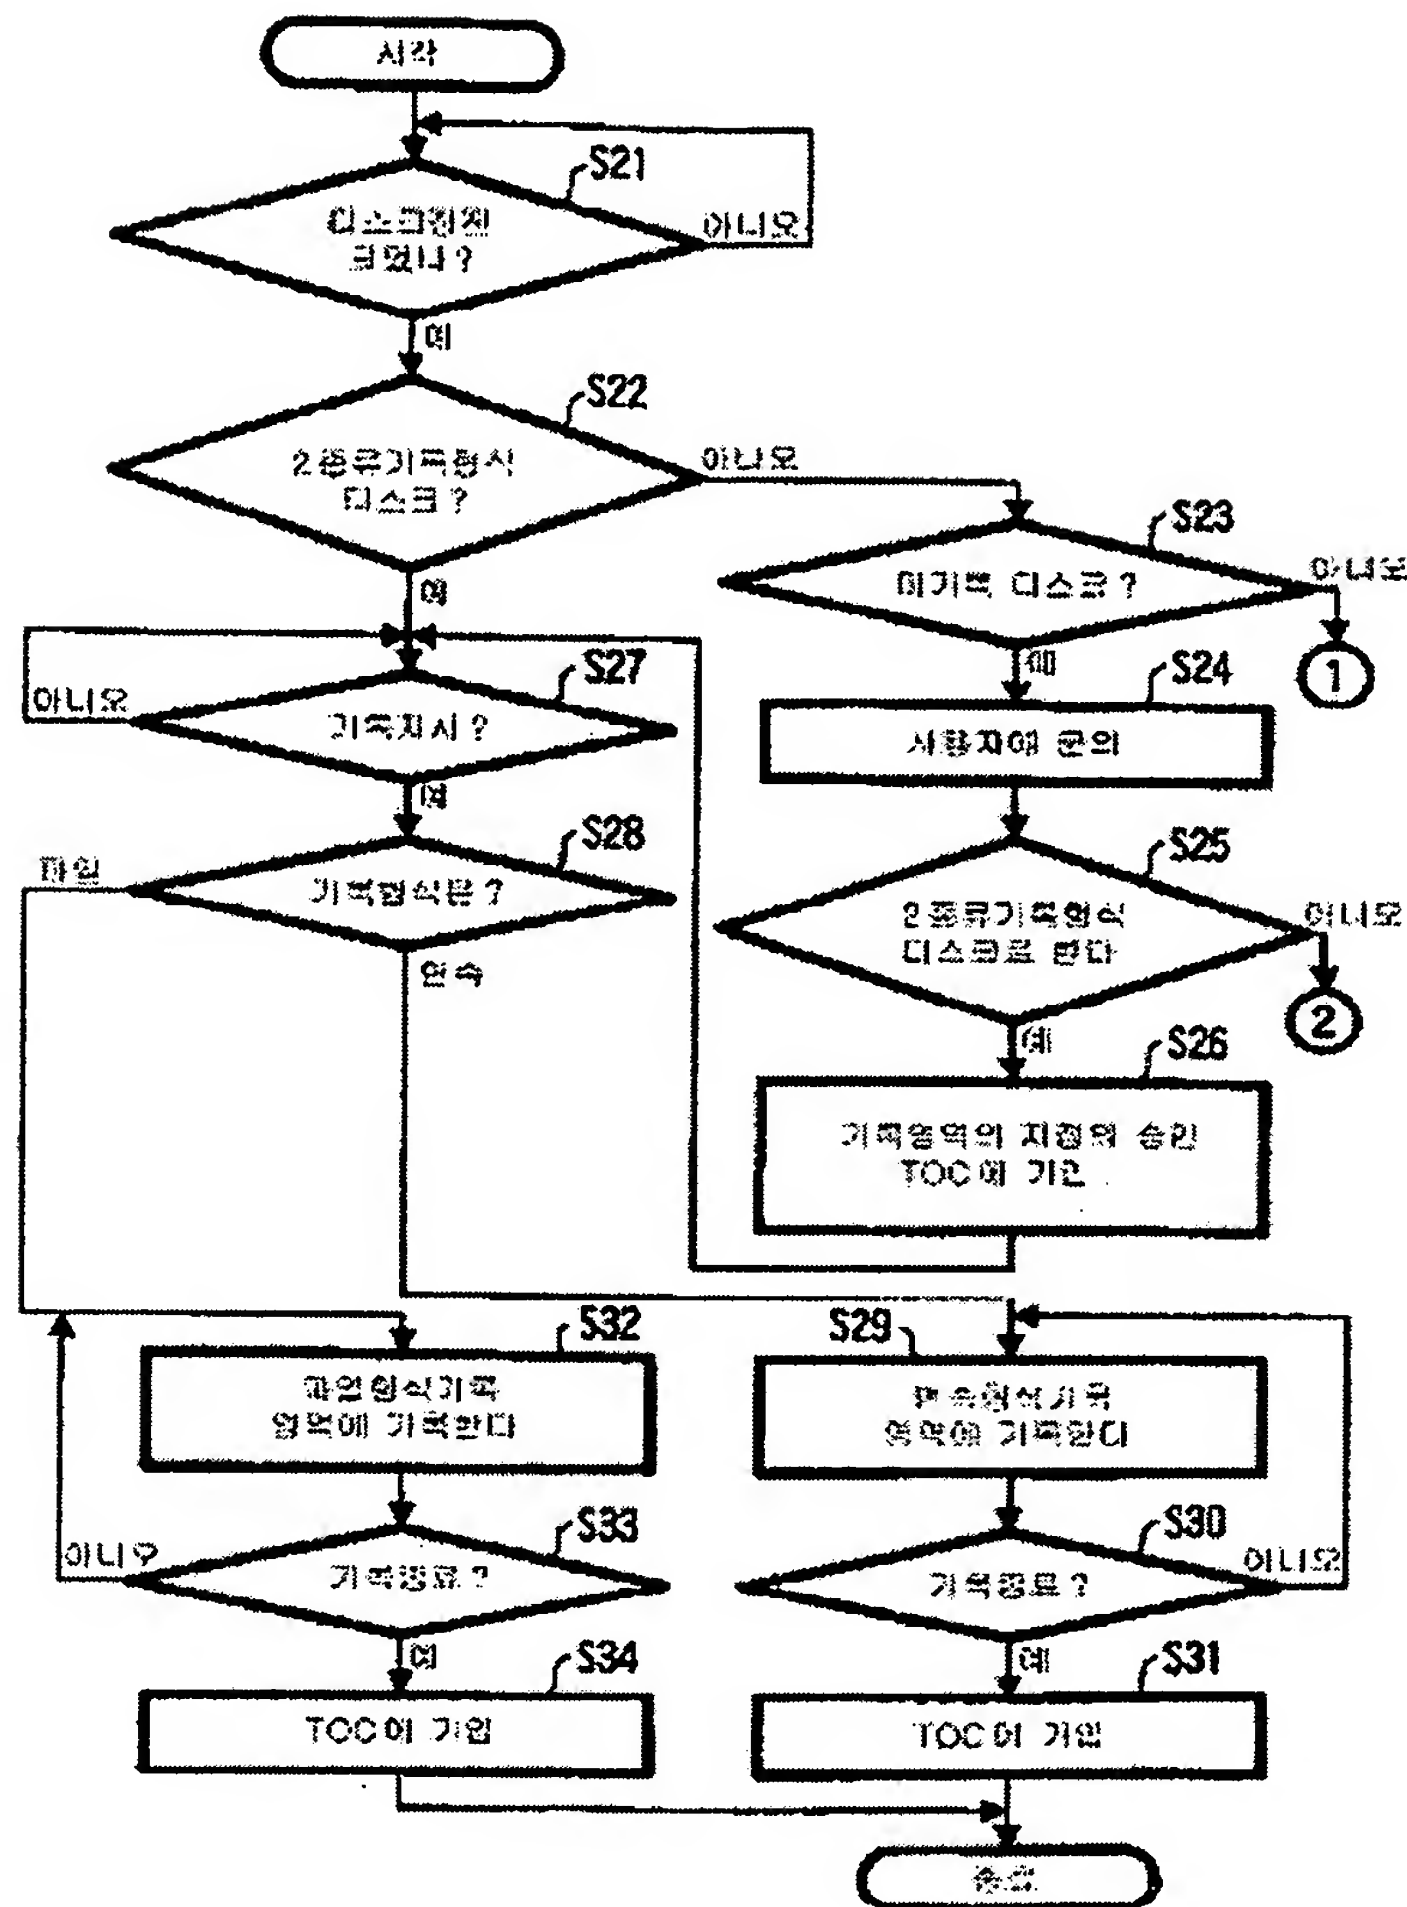 시작
S21
디스크장전
아니오
예
S22
2종류기록형식
디스크?
아니오
S23
미기록 디스크?
아니오
예
1
예
S24
사용자에 문의
S27
기록지시?
아니오
예
S25
2종류기록형식
디스크로 한다
아니오
2
예
S28
기록형식은?
파일
연속
S26
기록영역의 지정의 승인
TOC에 기입
S32
파일형식기록
영역에 기록한다
S29
연속형식기록
영역에 기록한다
S33
기록종료?
아니오
예
S30
기록종료?
아니오
예
S34
TOC에 기입
S31
TOC에 기입